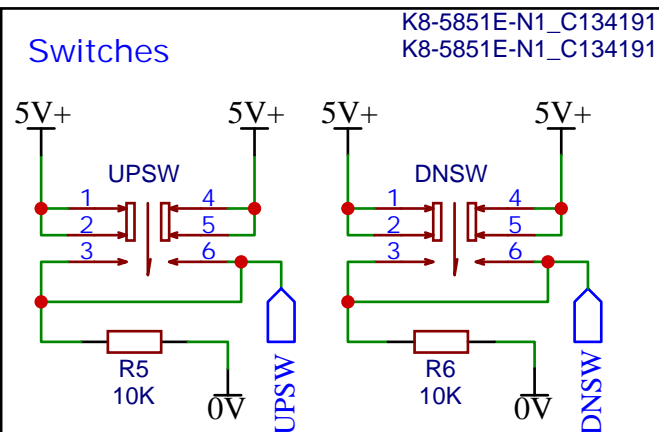 K8-5851E-N1_C134191
Switches
K8-5851E-N1_C134191
5V+ 5V+ 5V+ 5V+
UPSW DNSW
1 4 1 4
2 5 2 5
3 6 3 6
R5 R6
10K 0V UPSW 10K 0V DNSW